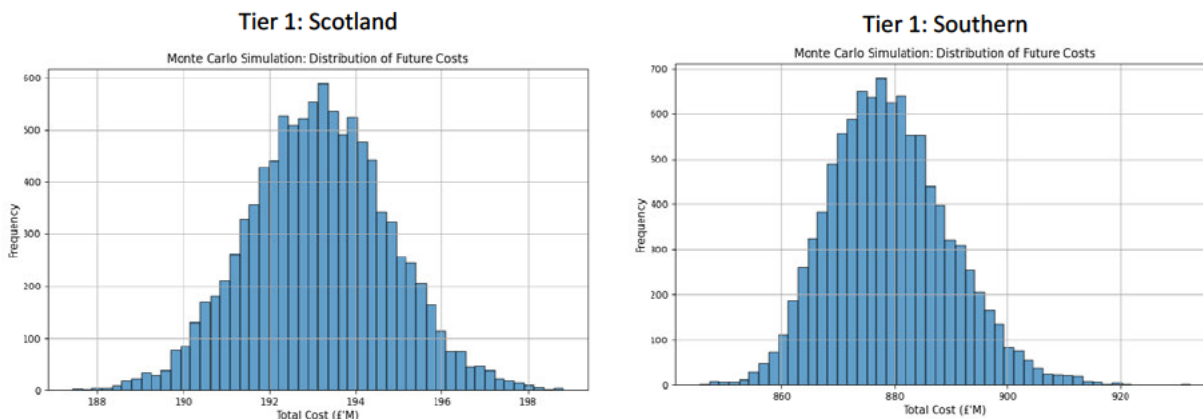 Tier 1: Scotland
Monte Carlo Simulation: Distribution of Future Costs
600
500
400
300
200
100
0
Frequency
188 190 192 194 196 198
Total Cost (£'M)
Tier 1: Southern
Monte Carlo Simulation: Distribution of Future Costs
700
600
500
400
300
200
100
0
Frequency
860 880 900 920
Total Cost (£'M)